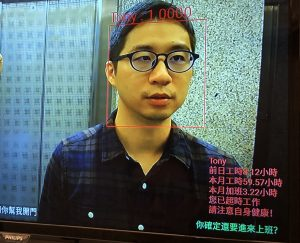 Tony : 1.0000
Tony
前日工時8.12小時
本月工時59.57小時
本月加班3.22小時
您已超時工作
請注意自身健康!
你確定還要進來上班?
幫我開門
PHILIPS